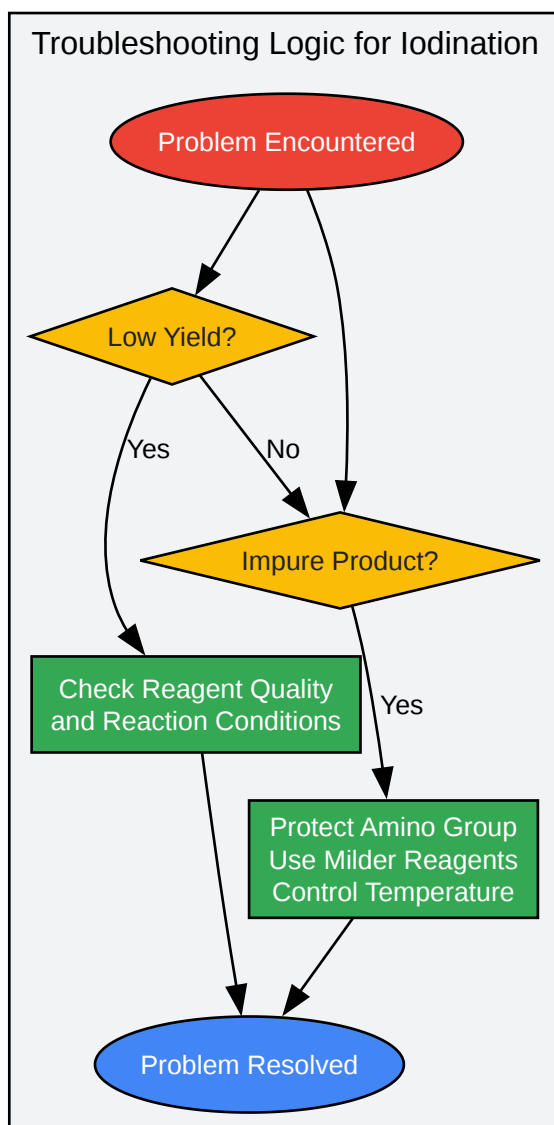 Troubleshooting Logic for Iodination
Problem Encountered
Low Yield?
Yes
No
Impure Product?
Check Reagent Quality
and Reaction Conditions
Yes
Protect Amino Group
Use Milder Reagents
Control Temperature
Problem Resolved